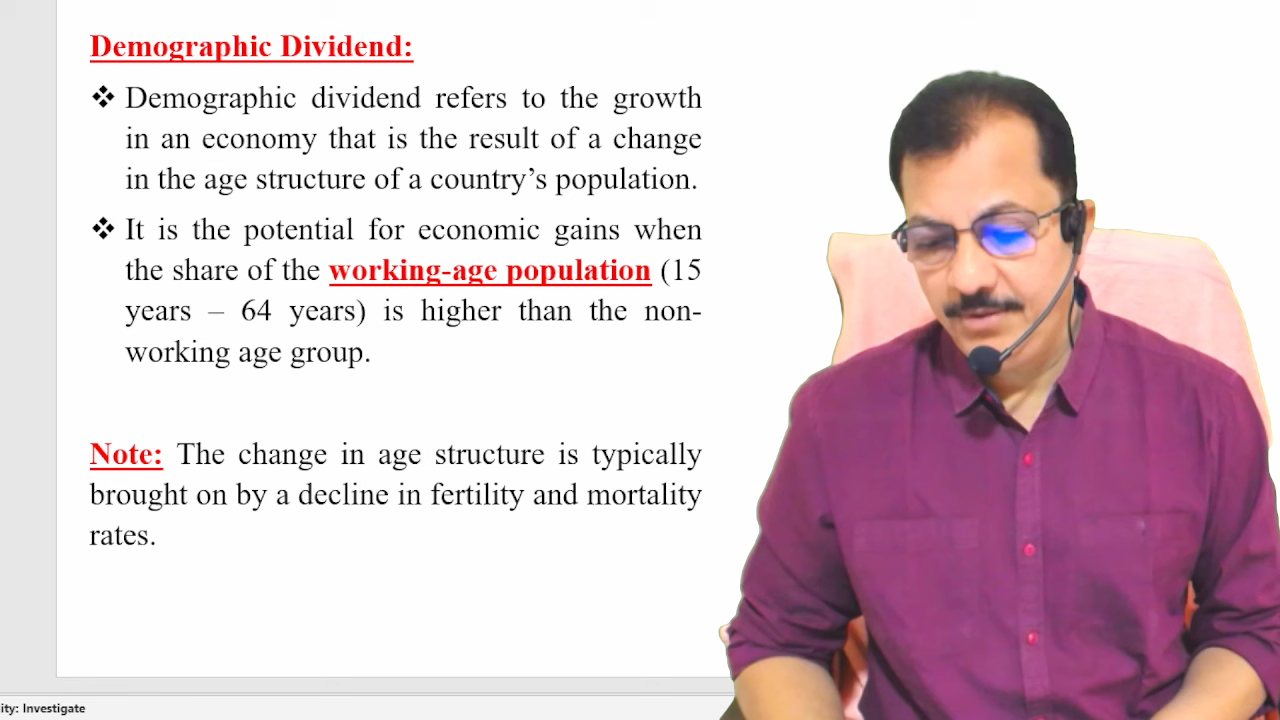 Demographic Dividend:
❖ Demographic dividend refers to the growth
in an economy that is the result of a change
in the age structure of a country’s population.
❖ It is the potential for economic gains when
the share of the working-age population (15
years – 64 years) is higher than the non-
working age group.
Note: The change in age structure is typically
brought on by a decline in fertility and mortality
rates.
ity: Investigate